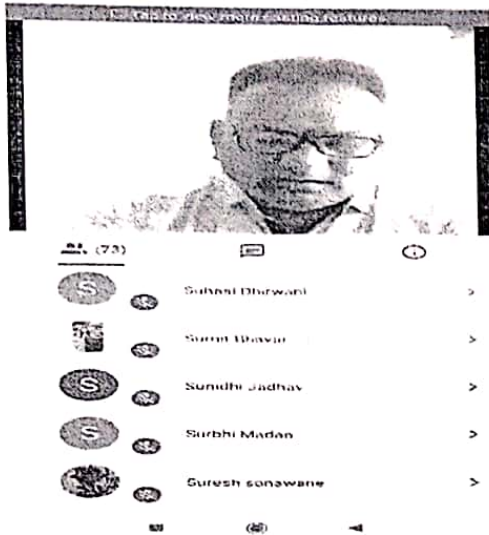 Tap to view more casting features
(73)
S
Suhasi Dhirwani
Sumit Bhavar
S
Sunidhi Jadhav
S
Surbhi Madan
Suresh sonawane